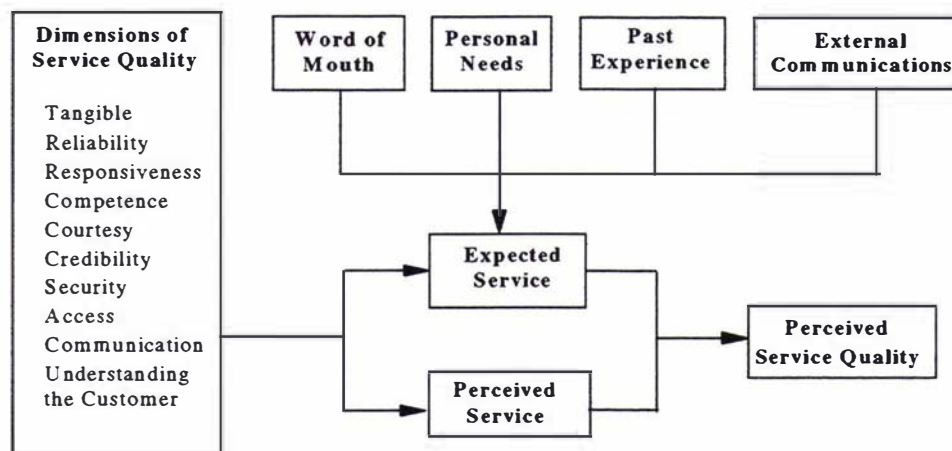 Dimensions of
Service Quality
Tangible
Reliability
Responsiveness
Competence
Courtesy
Credibility
Security
Access
Communication
Understanding
the Customer
Word of
Mouth
Personal
Needs
Past
Experience
External
Communications
Expected
Service
Perceived
Service
Perceived
Service Quality